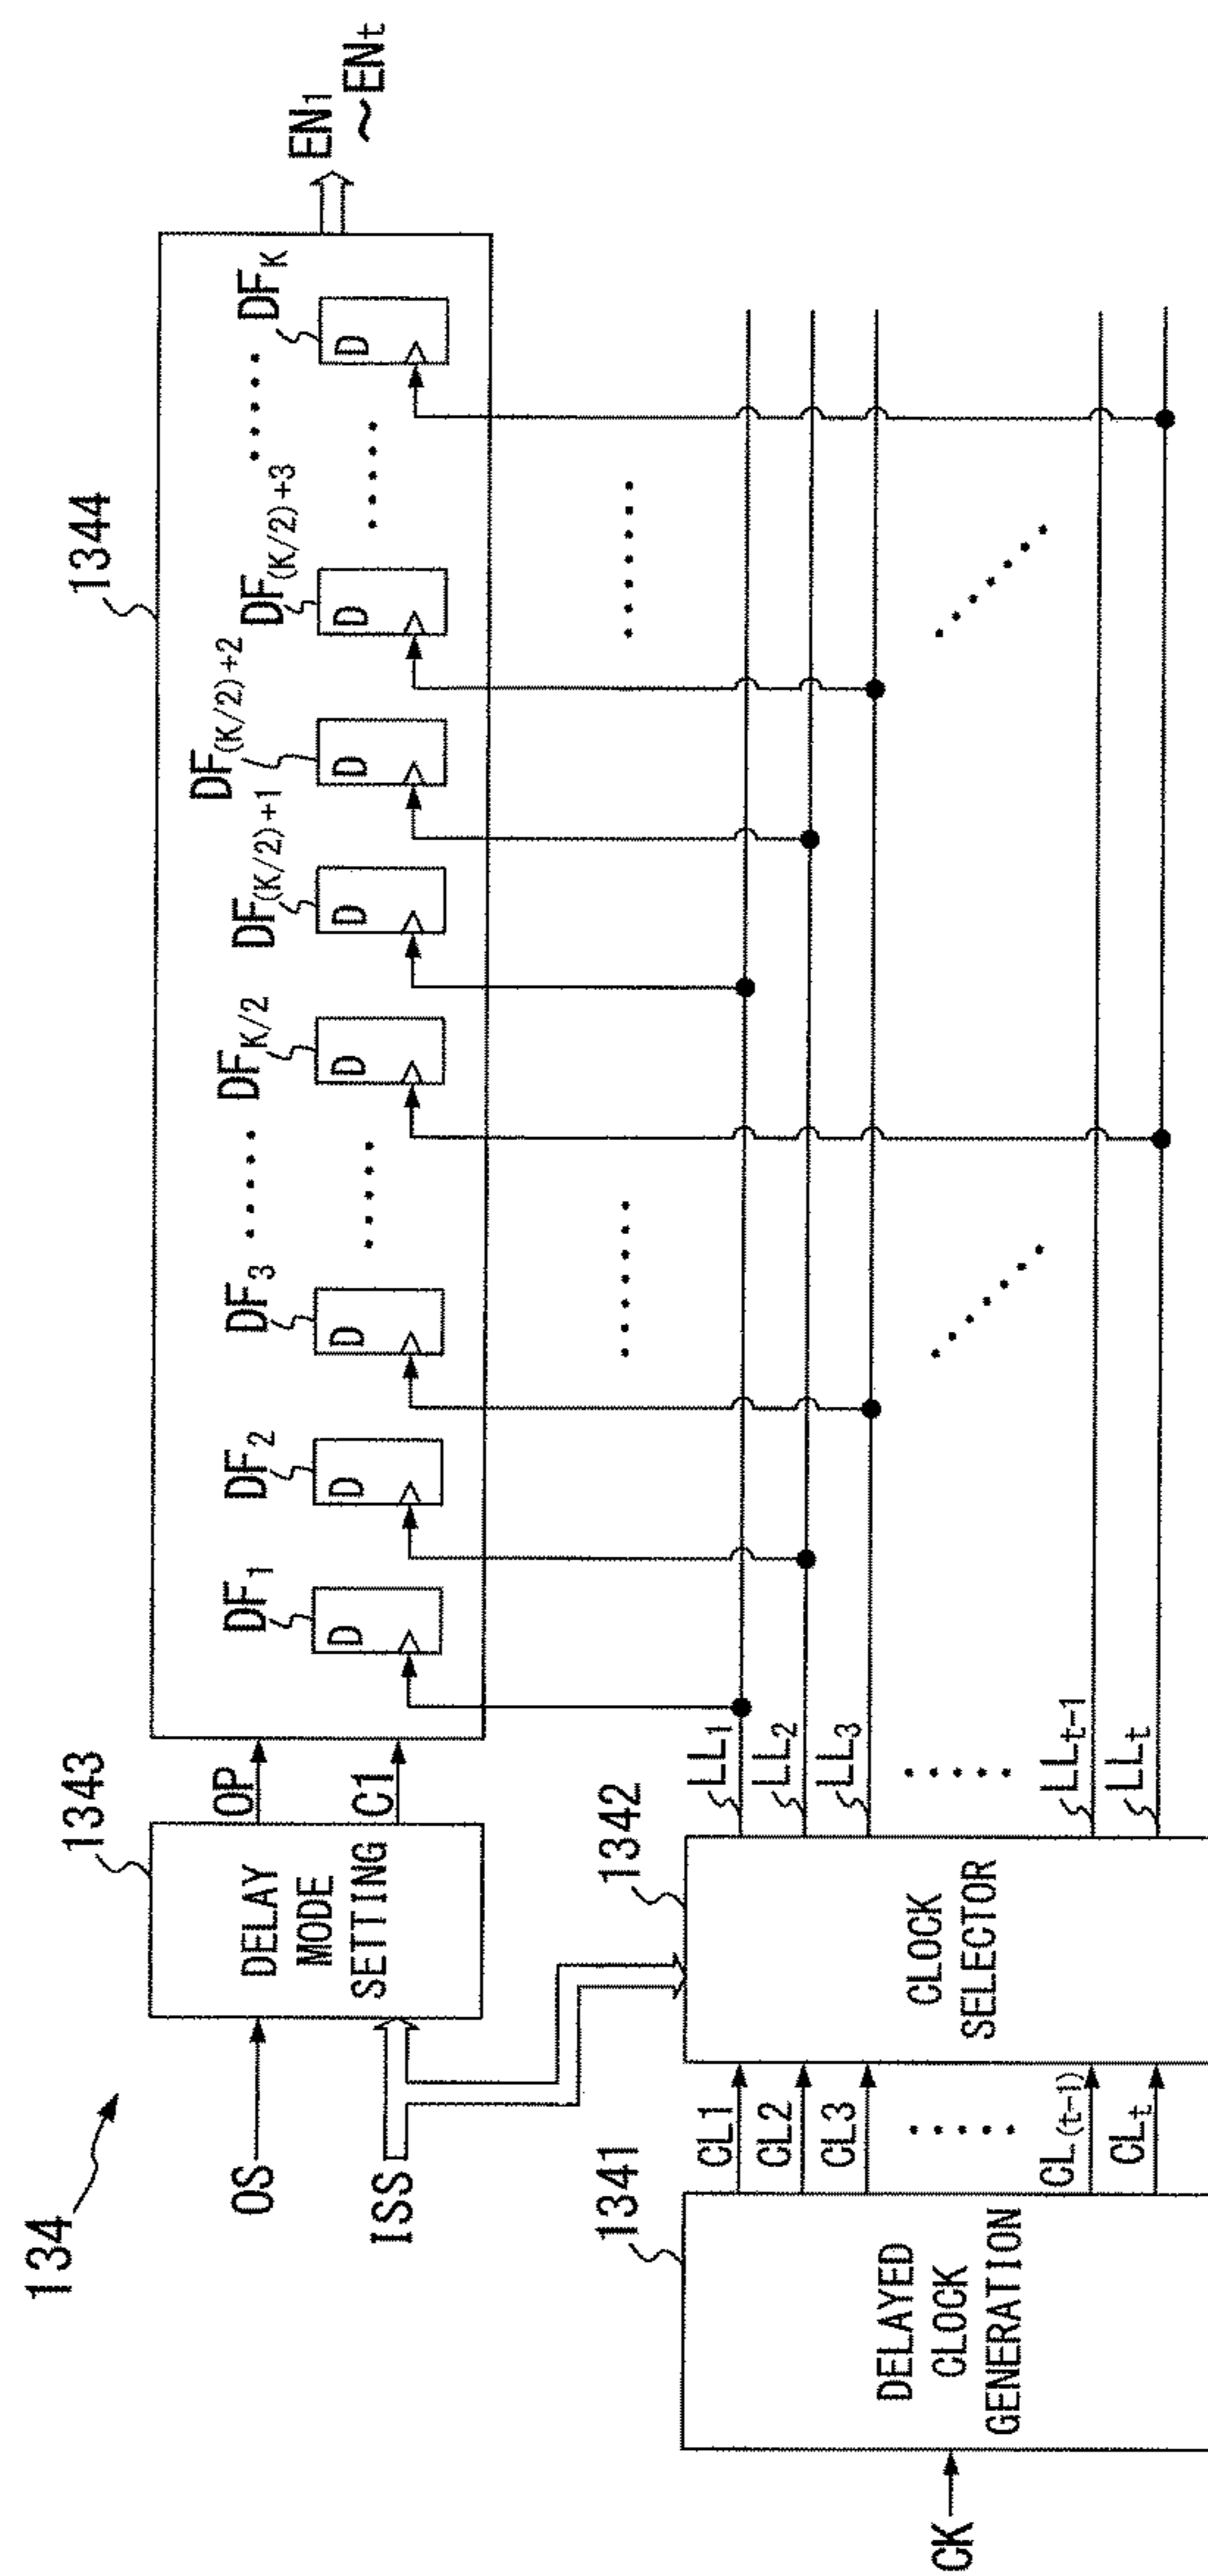 134
OS
ISS
1343
DELAY
MODE
SETTING
OP
C1
1344
DF1
DF2
DF3
DFK/2
DF(K/2)+1
DF(K/2)+2
DF(K/2)+3
DFK
D
D
D
D
D
D
D
D
EN1
~ENt
CK
1341
DELAYED
CLOCK
GENERATION
CL1
CL2
CL3
CL(t-1)
CLt
1342
CLOCK
SELECTOR
LL1
LL2
LL3
LLt-1
LLt